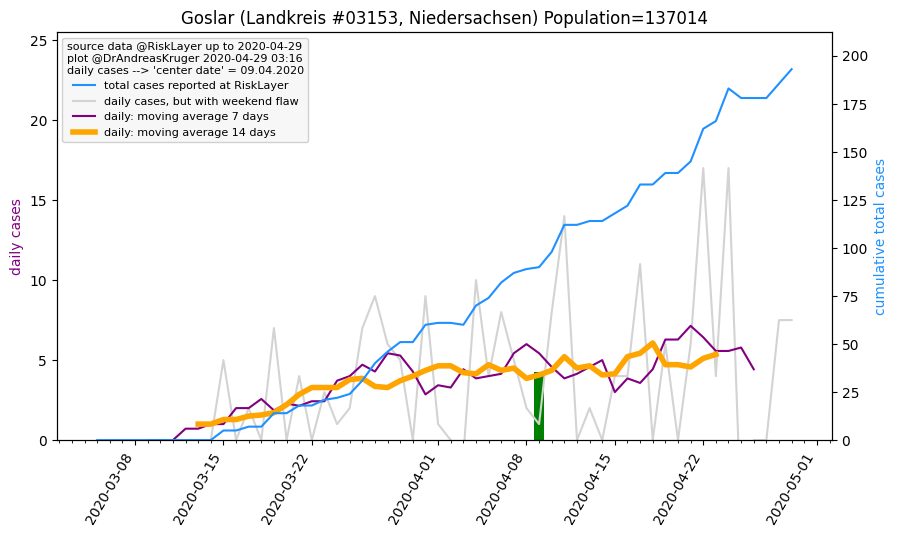 Goslar (Landkreis #03153, Niedersachsen) Population=137014
source data @RiskLayer up to 2020-04-29
plot @DrAndreasKruger 2020-04-29 03:16
daily cases --> 'center date' = 09.04.2020
total cases reported at RiskLayer
daily cases, but with weekend flaw
daily: moving average 7 days
daily: moving average 14 days
daily cases
25
20
15
10
5
0
cumulative total cases
200
175
150
125
100
75
50
25
0
2020-03-08
2020-03-15
2020-03-22
2020-04-01
2020-04-08
2020-04-15
2020-04-22
2020-05-01